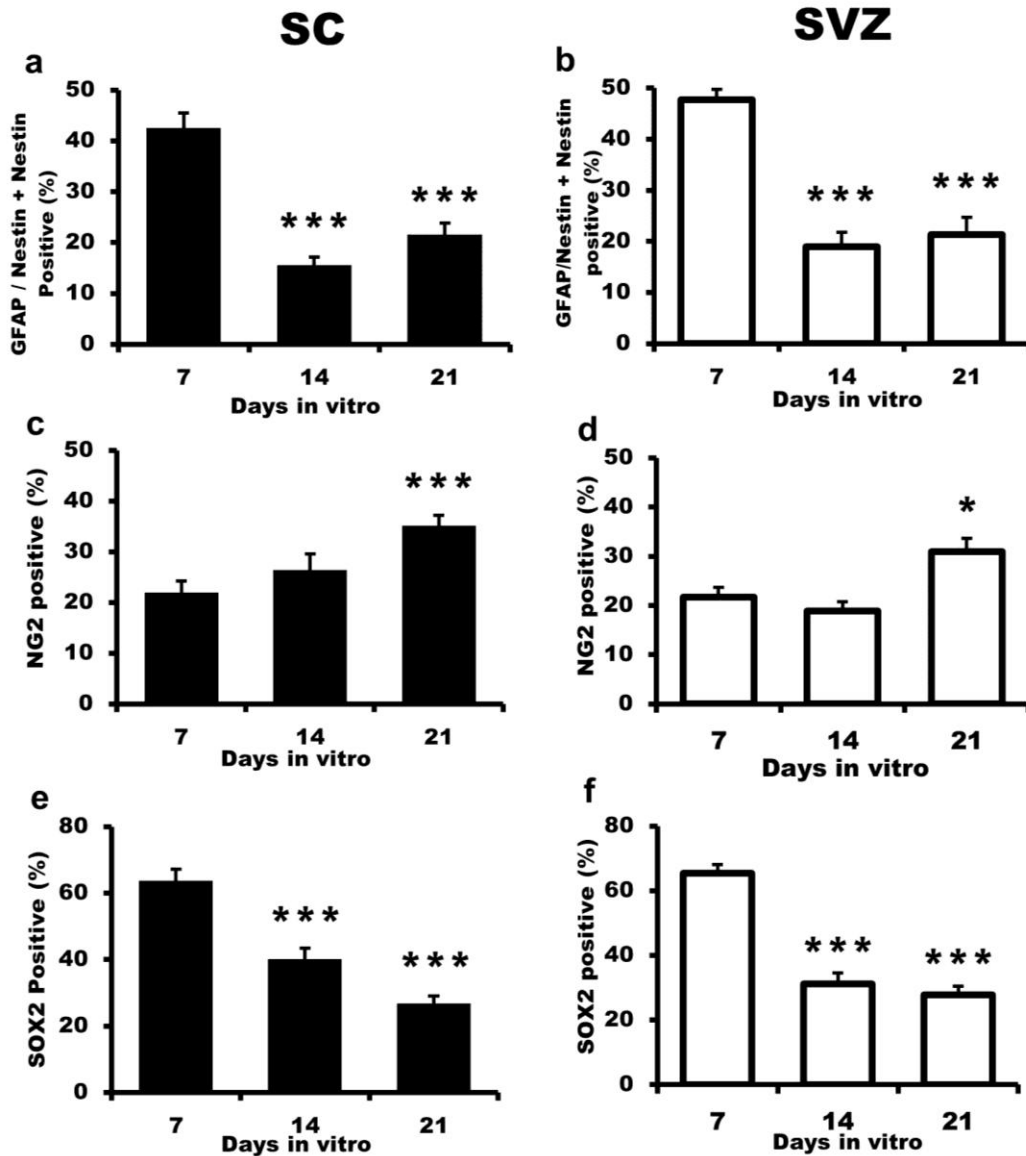 SC
SVZ
a
GFAP / Nestin + Nestin
Positive (%)
50
40
30
20
10
0
***
***
7 14 21
Days in vitro
b
GFAP/Nestin + Nestin
positive (%)
50
40
30
20
10
0
***
***
7 14 21
Days in vitro
c
NG2 positive (%)
50
40
30
20
10
0
***
7 14 21
Days in vitro
d
NG2 positive (%)
50
40
30
20
10
0
*
7 14 21
Days in vitro
e
SOX2 Positive (%)
80
60
40
20
0
***
***
7 14 21
Days in vitro
f
SOX2 positive (%)
80
60
40
20
0
***
***
7 14 21
Days in vitro